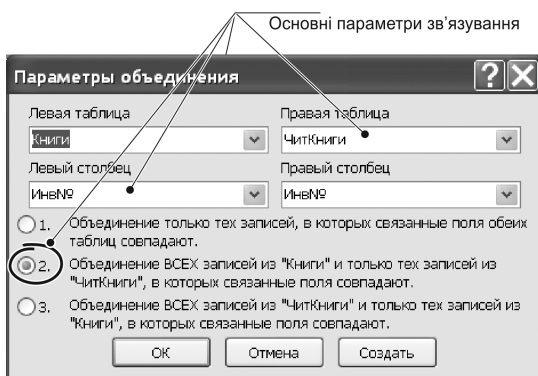 Основні параметри зв'язування
Параметры объединения
Левая таблица
Правая таблица
Книги
ЧитКниги
Левый столбец
Правый столбец
Инв№
Инв№
1. Объединение только тех записей, в которых связанные поля обеих
таблиц совпадают.
2. Объединение ВСЕХ записей из "Книги" и только тех записей из
"ЧитКниги", в которых связанные поля совпадают.
3. Объединение ВСЕХ записей из "ЧитКниги" и только тех записей из
"Книги", в которых связанные поля совпадают.
ОК
Отмена
Создать